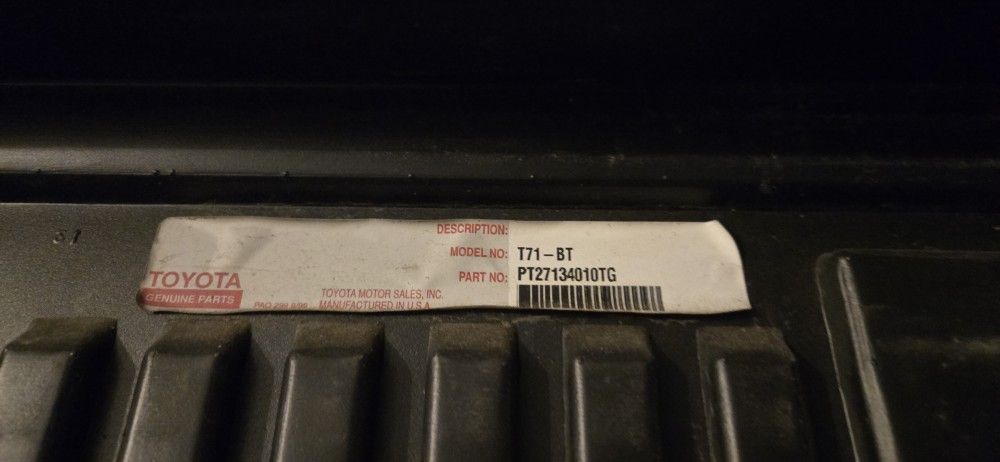 DESCRIPTION:
MODEL NO: T71-BT
PART NO: PT27134010TG
TOYOTA
GENUINE PARTS
TOYOTA MOTOR SALES, INC.
MANUFACTURED IN U.S.A.